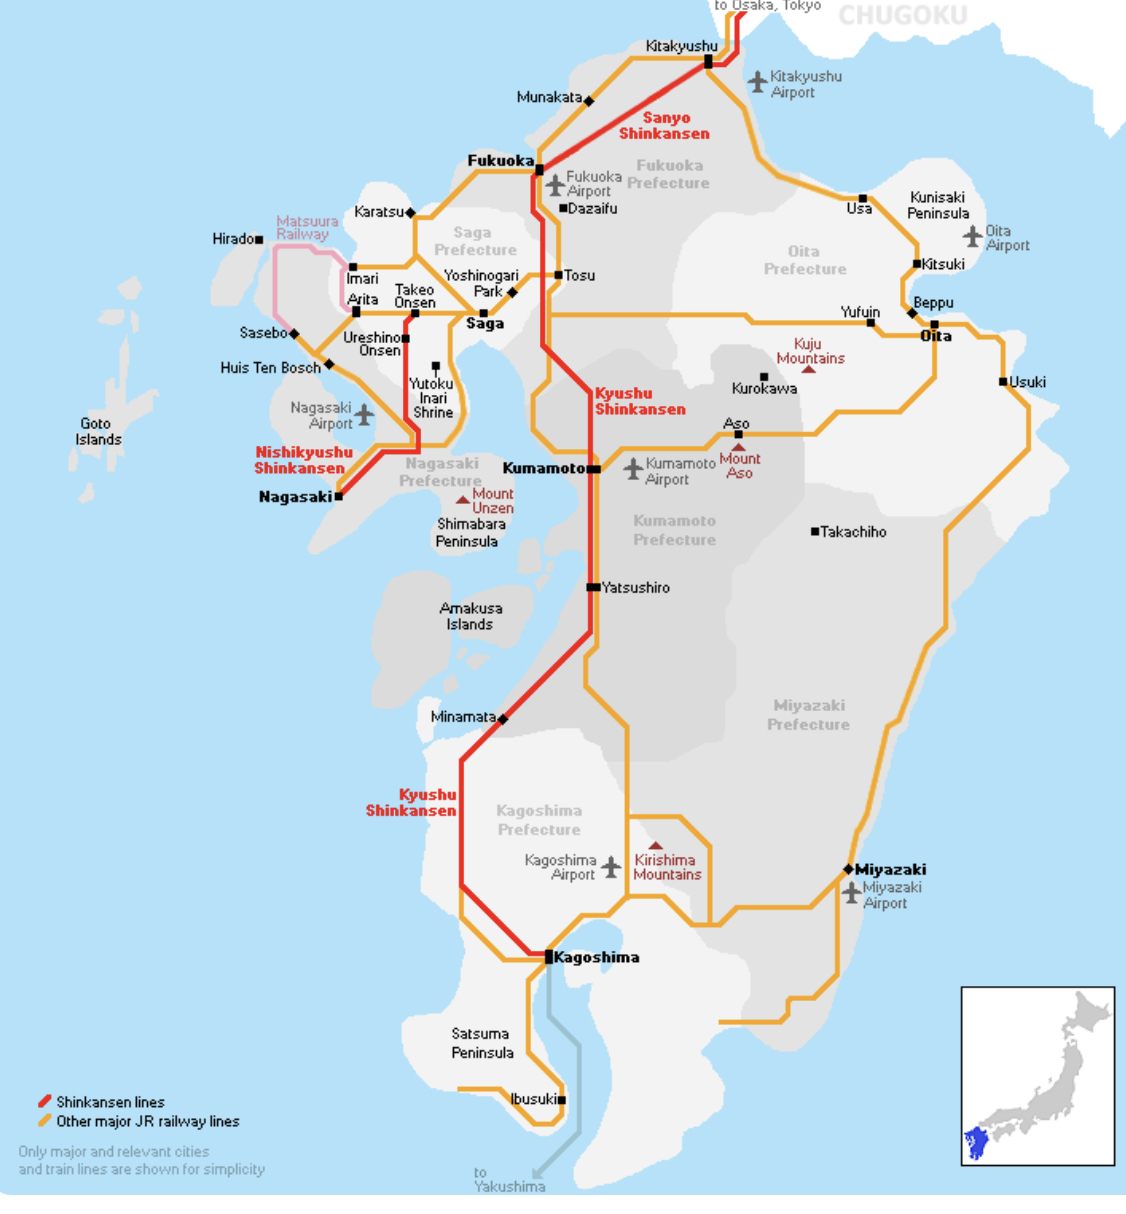 to Osaka, Tokyo
CHUGOKU
Kitakyushu
Kitakyushu
Airport
Munakata
Sanyo
Shinkansen
Fukuoka
Fukuoka
Prefecture
Fukuoka
Airport
Dazaifu
Usa
Kunisaki
Peninsula
Oita
Airport
Karatsu
Matsuura
Railway
Hirado
Saga
Prefecture
Oita
Prefecture
Kitsuki
Imari
Yoshinogari
Park
Tosu
Takeo
Onsen
Arita
Saga
Beppu
Yufuin
Oita
Sasebo
Ureshino
Onsen
Kuju
Mountains
Huis Ten Bosch
Yutoku
Inari
Shrine
Kurokawa
Usuki
Kyushu
Shinkansen
Nagasaki
Airport
Goto
Islands
Aso
Nishikyushu
Shinkansen
Nagasaki
Prefecture
Kumamoto
Kumamoto
Airport
Mount
Aso
Nagasaki
Mount
Unzen
Shimabara
Peninsula
Kumamoto
Prefecture
Takachiho
Yatsushiro
Amakusa
Islands
Minamata
Miyazaki
Prefecture
Kyushu
Shinkansen
Kagoshima
Prefecture
Kagoshima
Airport
Kirishima
Mountains
Miyazaki
Miyazaki
Airport
Kagoshima
Satsuma
Peninsula
Ibusuki
Shinkansen lines
Other major JR railway lines
Only major and relevant cities
and train lines are shown for simplicity
to
Yakushima